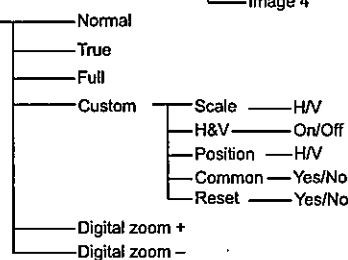 Image 4
Normal
True
Full
Custom Scale H/V
H&V On/Off
Position H/V
Common Yes/No
Reset Yes/No
Digital zoom +
Digital zoom –